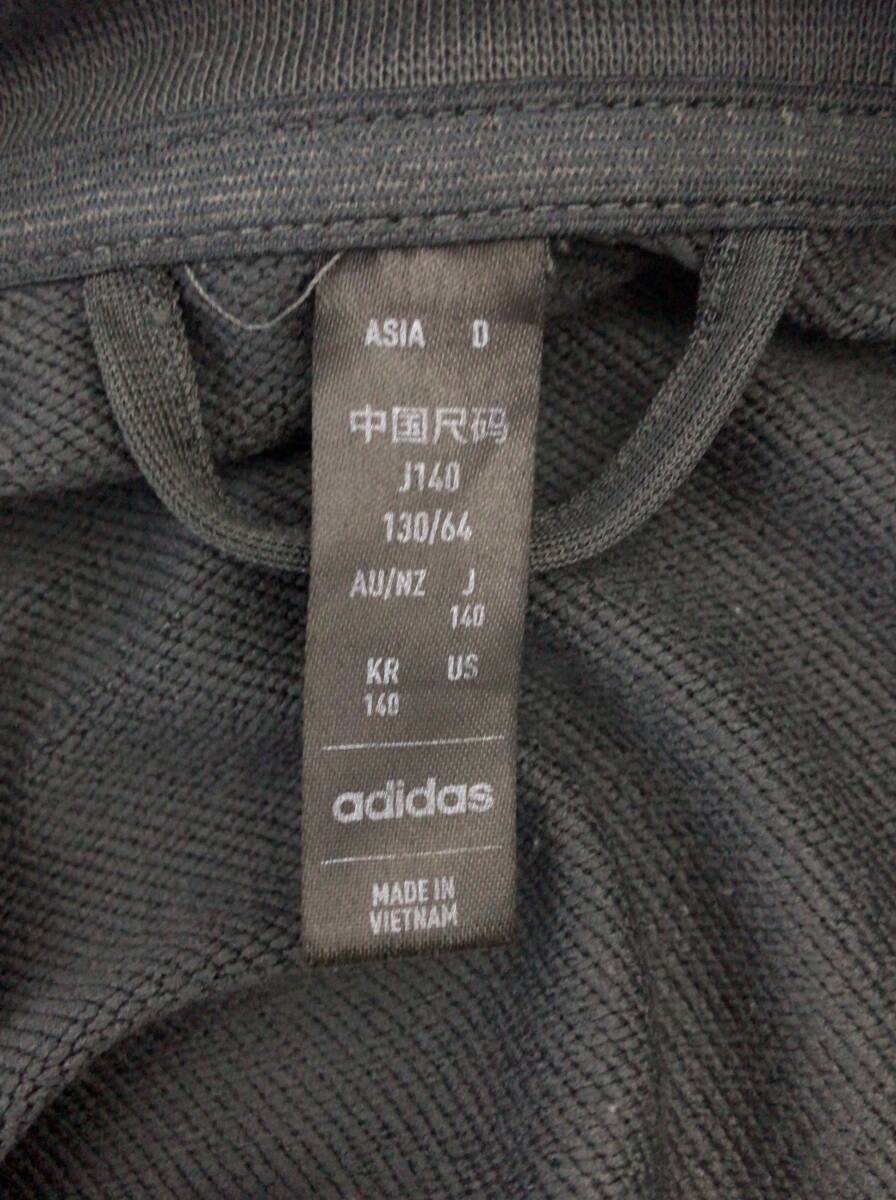 ASIA D
中国尺码
J140
130/64
AU/NZ J
140
KR US
140
adidas
MADE IN
VIETNAM